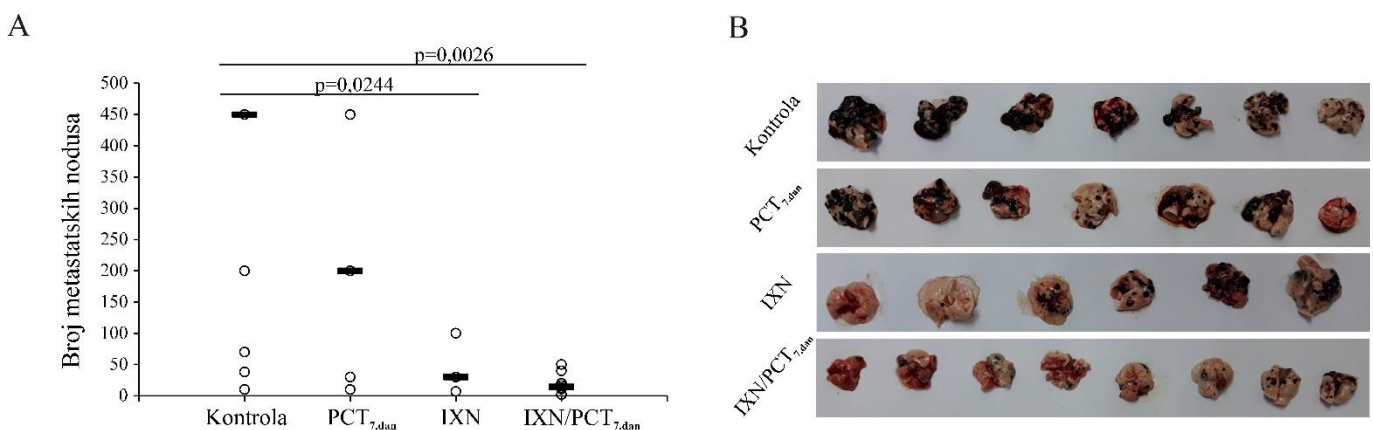 A
p=0,0026
p=0,0244
Broj metastatskih nodusa
500
450
400
350
300
250
200
150
100
50
0
Kontrola PCT7.dan IXN IXN/PCT7.dan
B
Kontrola
PCT7.dan
IXN
IXN/PCT7.dan